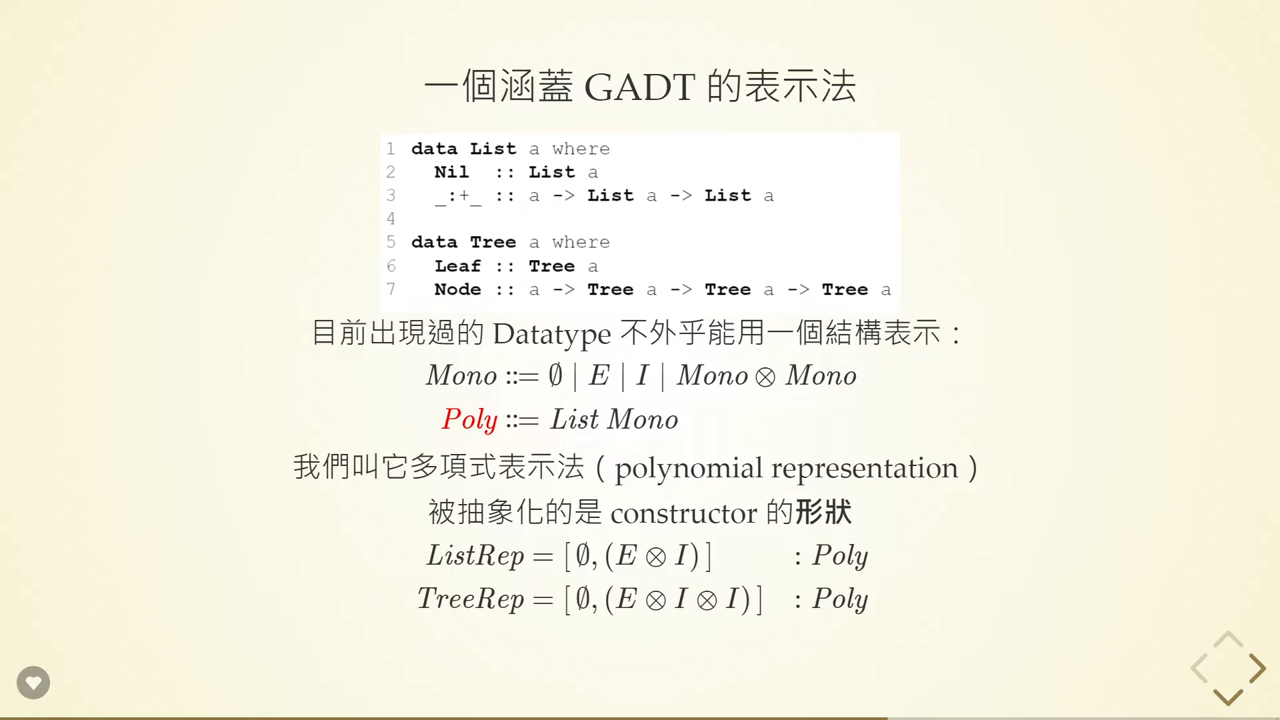 一個涵蓋 GADT 的表示法
1 data List a where
2 Nil :: List a
3 _:+_ :: a -> List a -> List a
4
5 data Tree a where
6 Leaf :: Tree a
7 Node :: a -> Tree a -> Tree a -> Tree a
目前出現過的 Datatype 不外乎能用一個結構表示：
Mono ::= ∅ | E | I | Mono ⊗ Mono
Poly ::= List Mono
我們叫它多項式表示法（polynomial representation）
被抽象化的是 constructor 的形狀
ListRep = [ ∅, (E ⊗ I) ] : Poly
TreeRep = [ ∅, (E ⊗ I ⊗ I) ] : Poly